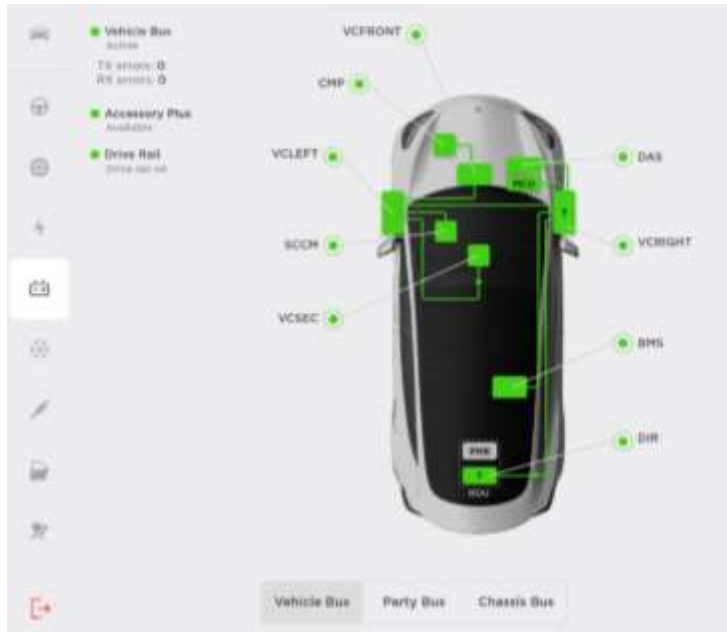 Vehicle Bus
Active
TX errors: 0
RX errors: 0
Accessory Plus
Available
Drive Rail
Drive rail on
VCFRONT
CMP
VCLEFT
DAS
MCU
SCCM
VCRIGHT
VCSEC
BMS
DIR
PMR
RDU
Vehicle Bus
Party Bus
Chassis Bus